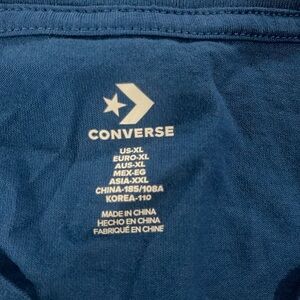 CONVERSE
US-XL
EURO-XL
AUS-XL
MEX-EG
ASIA-XXL
CHINA-185/108A
KOREA-110
MADE IN CHINA
HECHO EN CHINA
FABRIQUÉ EN CHINE